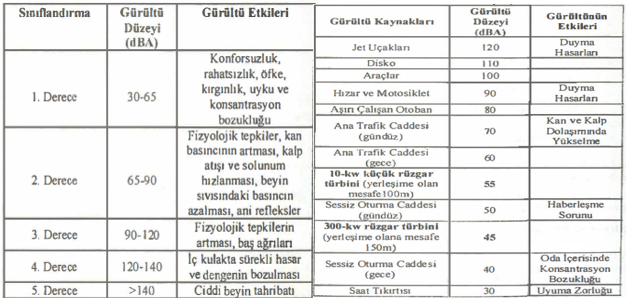 Sınıflandırma
Gürültü
Düzeyi
(dBA)
Gürültü Etkileri
1. Derece
30-65
Konforsuzluk,
rahatsızlık, öfke,
kırgınlık, uyku ve
konsantrasyon
bozukluğu
2. Derece
65-90
Fizyolojik tepkiler, kan
basıncının artması, kalp
atışı ve solunum
hızlanması, beyin
sıvısındaki basıncın
azalması, ani refleksler
3. Derece
90-120
Fizyolojik tepkilerin
artması, baş ağrıları
4. Derece
120-140
İç kulakta sürekli hasar
ve dengenin bozulması
5. Derece
>140
Ciddi beyin tahribatı
Gürültü Kaynakları
Gürültü
Düzeyi
(dBA)
Gürültünün
Etkileri
Jet Uçakları
120
Duyma
Hasarları
Disko
110
Araçlar
100
Hızar ve Motosiklet
90
Duyma
Hasarları
Aşırı Çalışan Otoban
80
Ana Trafik Caddesi
(gündüz)
70
Kan ve Kalp
Dolaşımında
Yükselme
Ana Trafik Caddesi
(gece)
60
10-kw küçük rüzgar
türbini (yerleşime olan
mesafe100m)
55
Sessiz Oturma Caddesi
(gündüz)
50
Haberleşme
Sorunu
300-kw rüzgar türbini
(yerleşime olana mesafe
150m)
45
Sessiz Oturma Caddesi
(gece)
40
Oda İçerisinde
Konsantrasyon
Bozukluğu
Saat Tıkırtısı
30
Uyuma Zorluğu